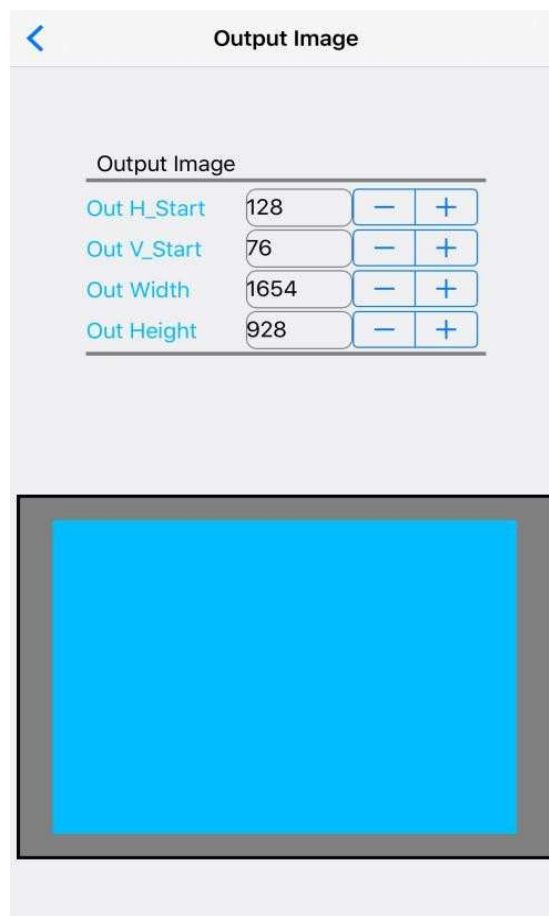 Output Image
Output Image
Out H_Start 128 − +
Out V_Start 76 − +
Out Width 1654 − +
Out Height 928 − +